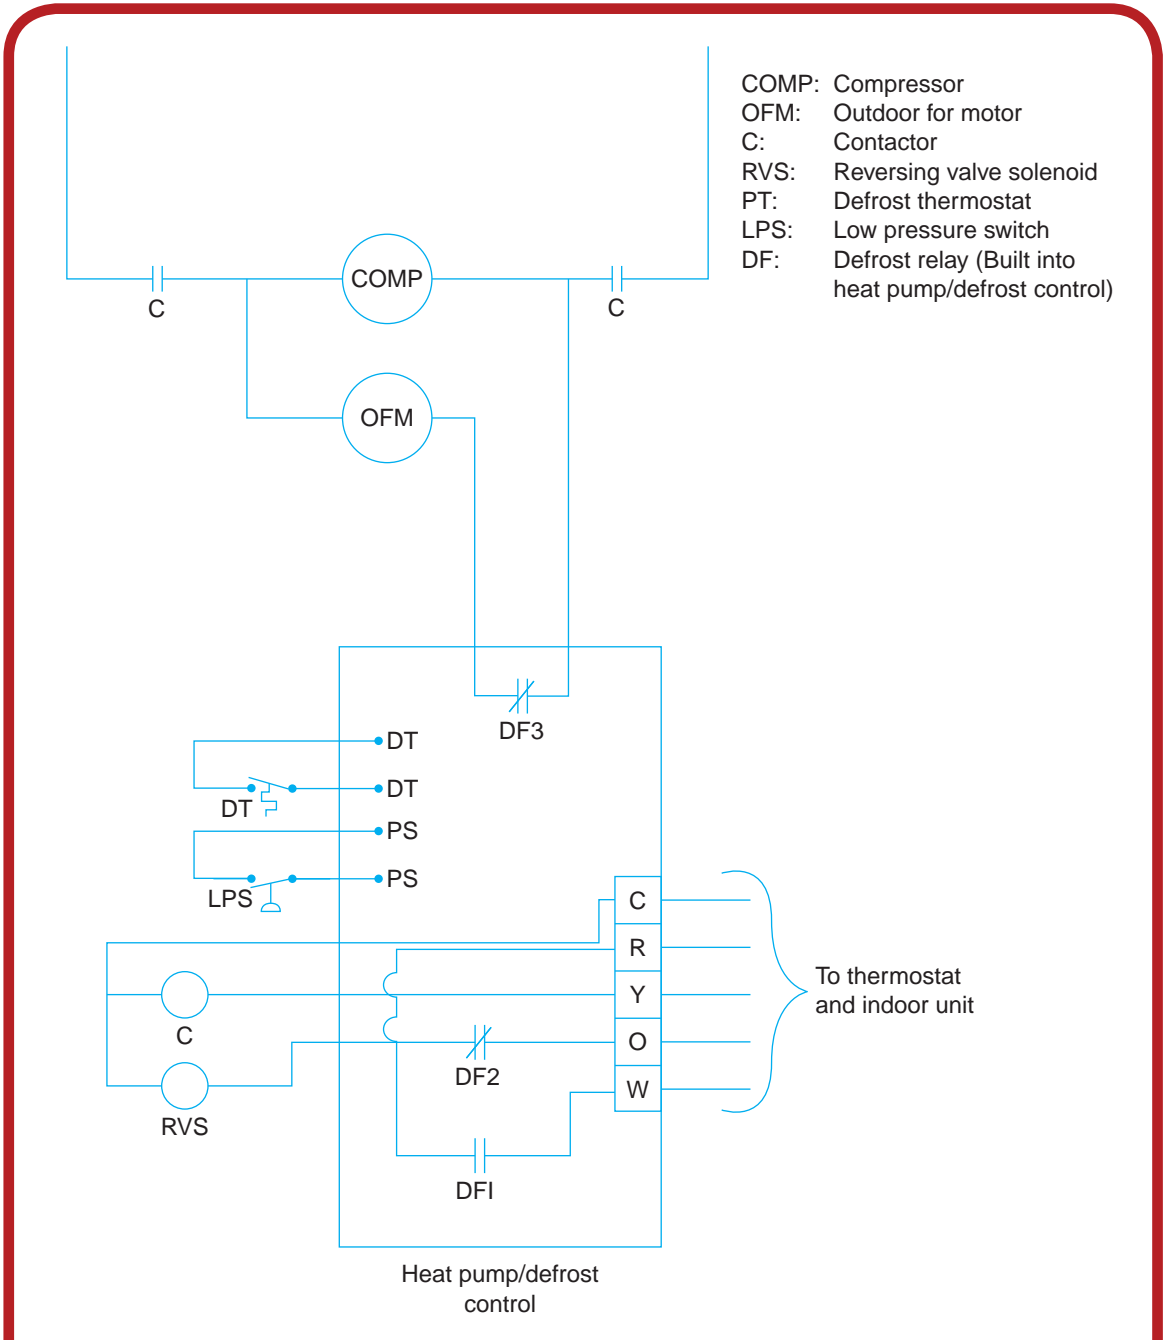 COMP: Compressor
OFM: Outdoor for motor
C: Contactor
RVS: Reversing valve solenoid
PT: Defrost thermostat
LPS: Low pressure switch
DF: Defrost relay (Built into
heat pump/defrost control)
COMP
C
C
OFM
DF3
DT
DT
DT
PS
PS
LPS
C
R
Y
O
W
To thermostat
and indoor unit
C
DF2
RVS
DFI
Heat pump/defrost
control